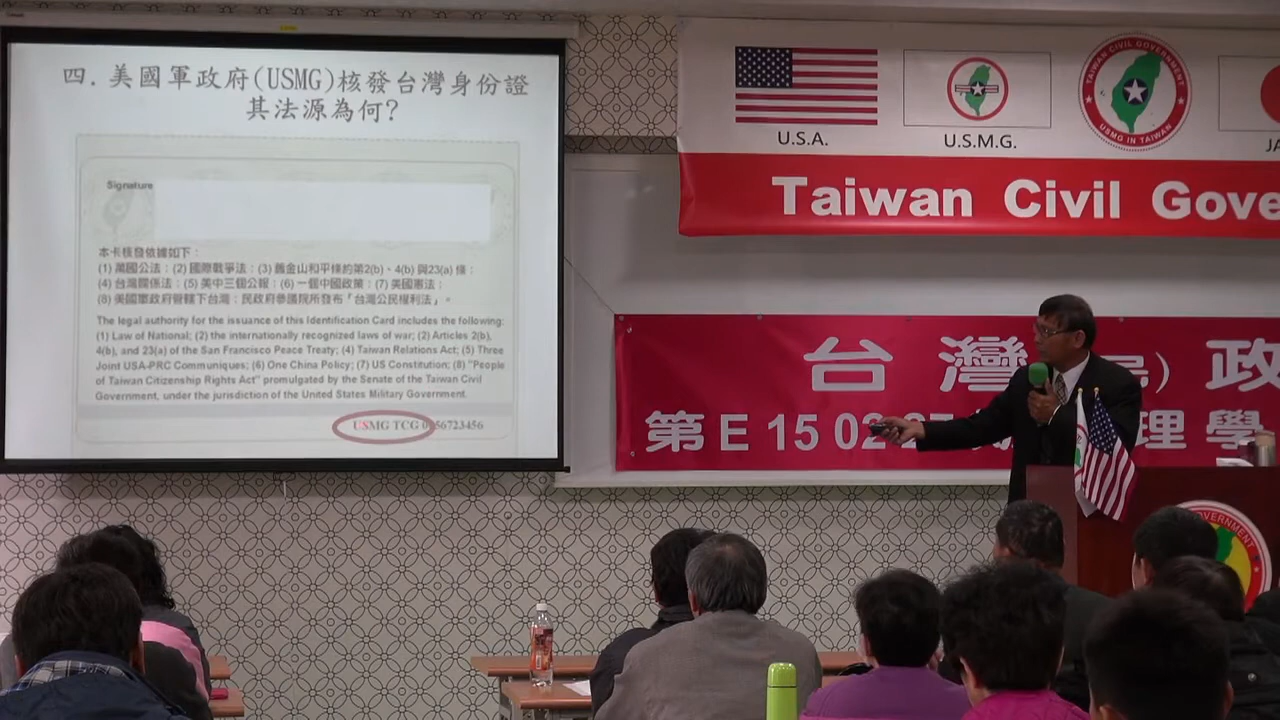 四. 美國軍政府(USMG)核發台灣身份證
其法源為何?
Signature
本卡核發依據如下：
(1) 萬國公法；(2) 國際戰爭法；(3) 舊金山和平條約第2(b)、4(b) 與23(a) 條；
(4) 台灣關係法；(5) 美中三個公報；(6) 一個中國政策；(7) 美國憲法；
(8) 美國軍政府管轄下台灣；民政府參議院所發布「台灣公民權利法」。
The legal authority for the issuance of this Identification Card includes the following:
(1) Law of National; (2) the internationally recognized laws of war; (2) Articles 2(b),
4(b), and 23(a) of the San Francisco Peace Treaty; (4) Taiwan Relations Act; (5) Three
Joint USA-PRC Communiques; (6) One China Policy; (7) US Constitution; (8) "People
of Taiwan Citizenship Rights Act" promulgated by the Senate of the Taiwan Civil
Government, under the jurisdiction of the United States Military Government.
USMG TCG 0 56723456
U.S.A.
U.S.M.G.
TAIWAN CIVIL GOVERNMENT
USMG IN TAIWAN
JA
Taiwan Civil Gove
台灣 民) 政
第E 15 02 理學
GOVERNMENT